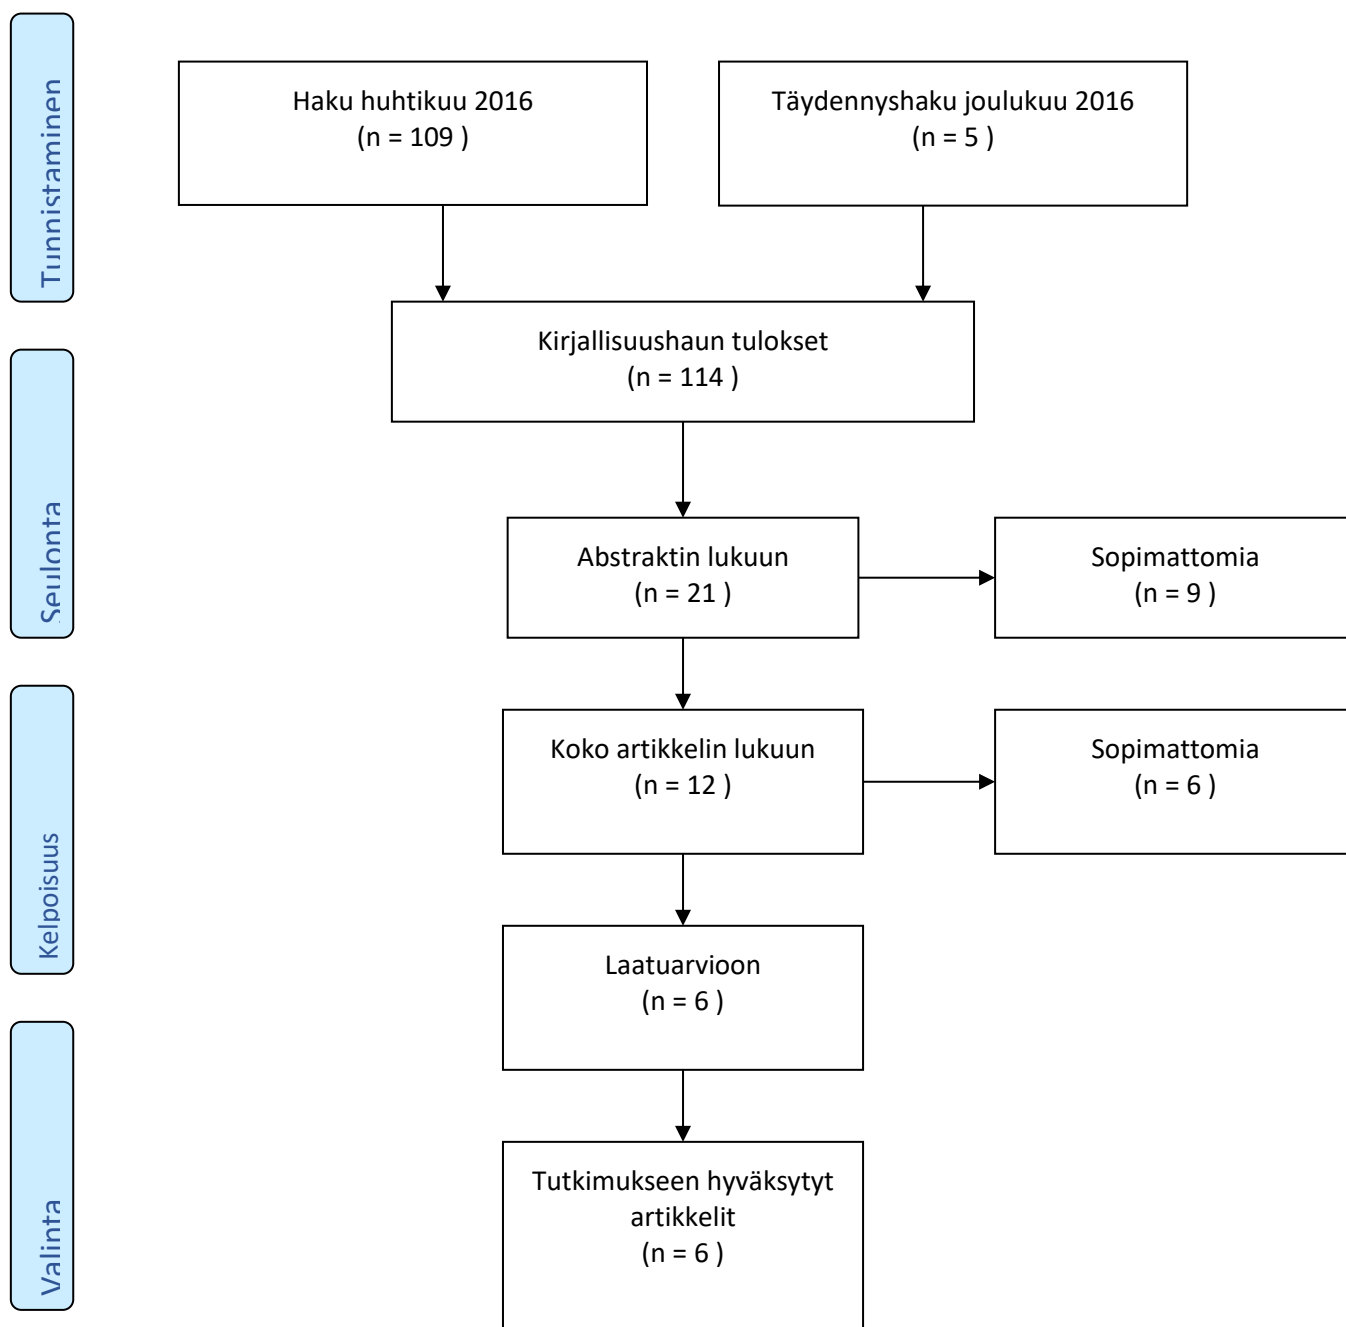 Tunnistaminen
Haku huhtikuu 2016
(n = 109 )
Täydennyshaku joulukuu 2016
(n = 5 )
Kirjallisuushaun tulokset
(n = 114 )
Seulonta
Abstraktin lukuun
(n = 21 )
Sopimattomia
(n = 9 )
Kelpoisuus
Koko artikkelin lukuun
(n = 12 )
Sopimattomia
(n = 6 )
Laatuarvioon
(n = 6 )
Valinta
Tutkimukseen hyväksytyt
artikkelit
(n = 6 )